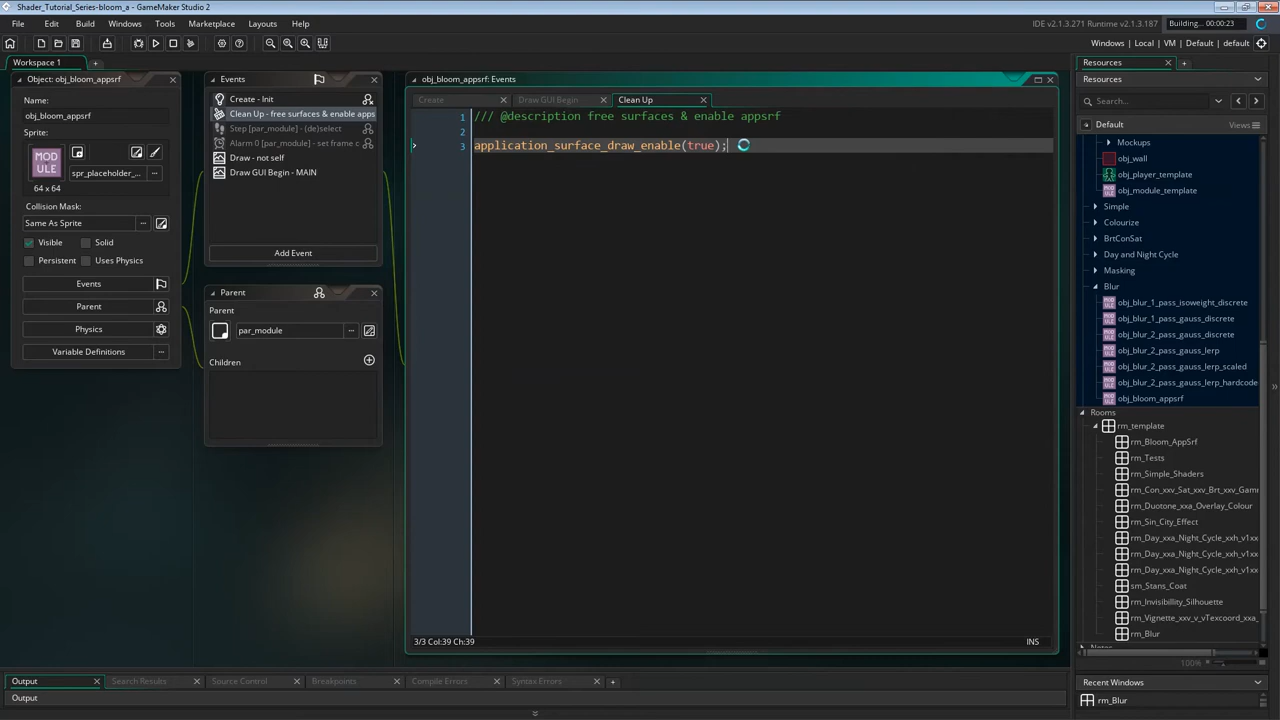 Shader_Tutorial_Series-bloom_a - GameMaker Studio 2
File Edit Build Windows Tools Marketplace Layouts Help
IDE v2.1.3.271 Runtime v2.1.3.187 Building... 00:00:23
Windows | Local | VM | Default | default
Workspace 1
Object: obj_bloom_appsrf
Name:
obj_bloom_appsrf
Sprite:
MOD
ULE
spr_placeholder_...
64 x 64
Collision Mask:
Same As Sprite
Visible Solid
Persistent Uses Physics
Events
Parent
Physics
Variable Definitions
Events
Create - Init
Clean Up - free surfaces & enable apps
Step [par_module] - (de)select
Alarm 0 [par_module] - set frame c
Draw - not self
Draw GUI Begin - MAIN
Add Event
Parent
Parent
par_module
Children
obj_bloom_appsrf: Events
Create Draw GUI Begin Clean Up
1 /// @description free surfaces & enable appsrf
2
3 application_surface_draw_enable(true);
3/3 Col:39 Ch:39 INS
Resources
Resources
Search...
Default Views
Mockups
obj_wall
obj_player_template
obj_module_template
Simple
Colourize
BrtConSat
Day and Night Cycle
Masking
Blur
obj_blur_1_pass_isoweight_discrete
obj_blur_1_pass_gauss_discrete
obj_blur_2_pass_gauss_discrete
obj_blur_2_pass_gauss_lerp
obj_blur_2_pass_gauss_lerp_scaled
obj_blur_2_pass_gauss_lerp_hardcode
obj_bloom_appsrf
Rooms
rm_template
rm_Bloom_AppSrf
rm_Tests
rm_Simple_Shaders
rm_Con_xxv_Sat_xxv_Brt_xxv_Gamm
rm_Duotone_xxa_Overlay_Colour
rm_Sin_City_Effect
rm_Day_xxa_Night_Cycle_xxh_v1xx
rm_Day_xxa_Night_Cycle_xxh_v1xx
rm_Day_xxa_Night_Cycle_xxh_v1xx
sm_Stans_Coat
rm_Invisibillity_Silhouette
rm_Vignette_xxv_v_vTexcoord_xxa_
rm_Blur
100%
Recent Windows
rm_Blur
Output Search Results Source Control Breakpoints Compile Errors Syntax Errors
Output